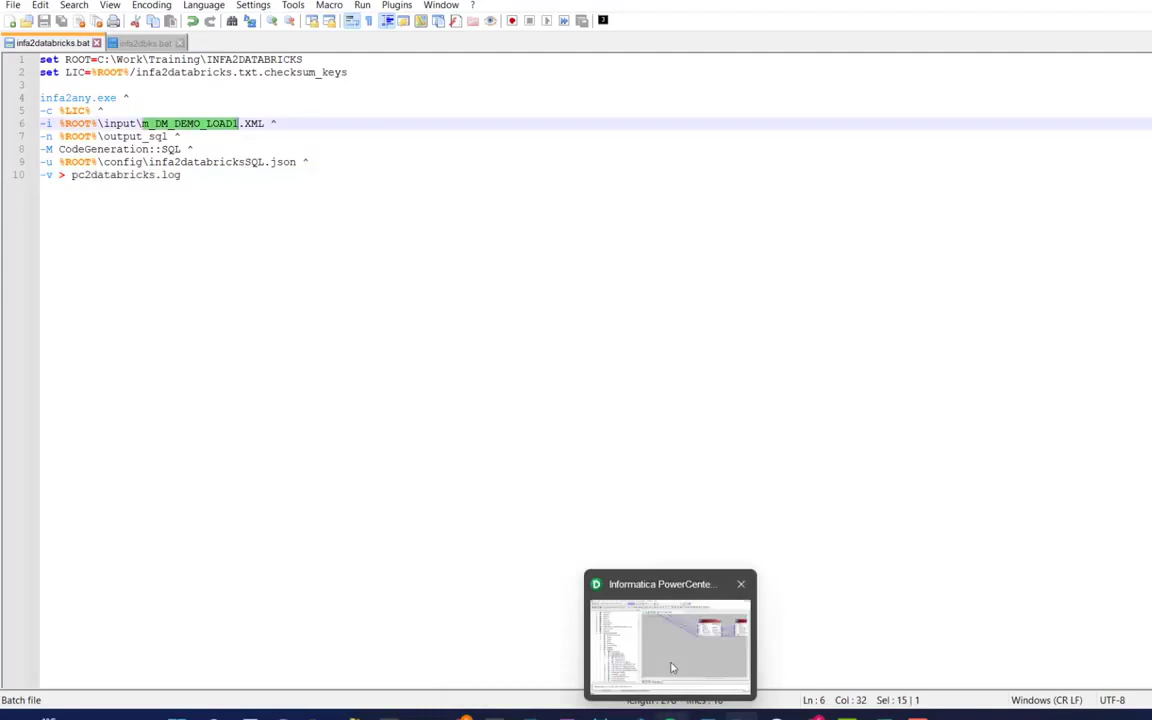 File Edit Search View Encoding Language Settings Tools Macro Run Plugins Window ?
infa2databricks.bat infa2dbks.bat
1 set ROOT=C:\Work\Training\INFA2DATABRICKS
2 set LIC=%ROOT%/infa2databricks.txt.checksum_keys
3
4 infa2any.exe ^
5 -c %LIC% ^
6 -i %ROOT%\input\m_DM_DEMO_LOAD1.XML ^
7 -n %ROOT%\output_sql ^
8 -M CodeGeneration::SQL ^
9 -u %ROOT%\config\infa2databricksSQL.json ^
10 -v > pc2databricks.log
Informatica PowerCente...
Batch file Ln : 6 Col : 32 Sel : 15 | 1 Windows (CR LF) UTF-8